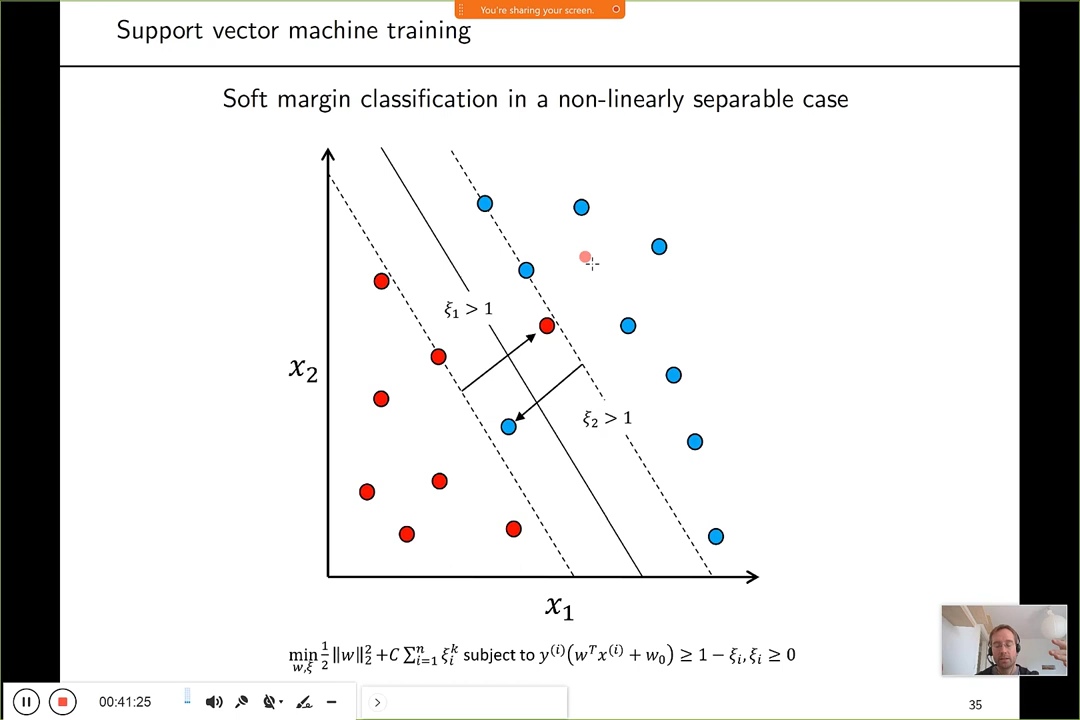 You're sharing your screen.
Support vector machine training
Soft margin classification in a non-linearly separable case
ξ₁ > 1
x₂
ξ₂ > 1
x₁
min_{w,ξ} ½‖w‖₂² + C ∑ᵢ₌₁ⁿ ξᵢᵏ subject to y⁽ⁱ⁾(wᵀx⁽ⁱ⁾ + w₀) ≥ 1 − ξᵢ, ξᵢ ≥ 0
00:41:25
35